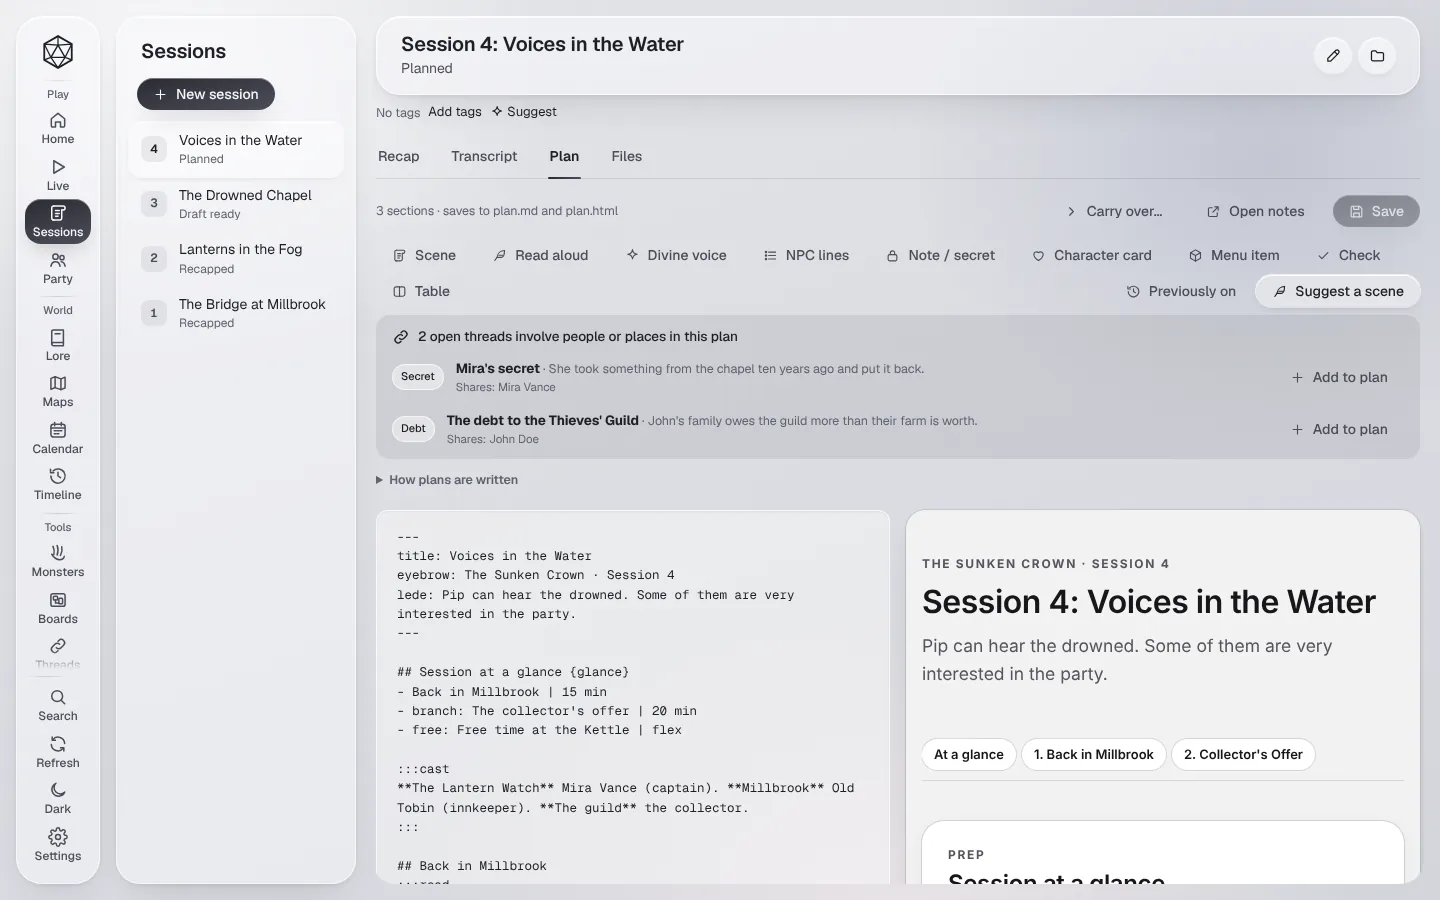 Play
Home
Live
Sessions
Party
World
Lore
Maps
Calendar
Timeline
Tools
Monsters
Boards
Threads
Search
Refresh
Dark
Settings
Sessions
New session
4
Voices in the Water
Planned
3
The Drowned Chapel
Draft ready
2
Lanterns in the Fog
Recapped
1
The Bridge at Millbrook
Recapped
Session 4: Voices in the Water
Planned
No tags Add tags Suggest
Recap Transcript Plan Files
3 sections · saves to plan.md and plan.html
Carry over... Open notes Save
Scene Read aloud Divine voice NPC lines Note / secret Character card Menu item Check
Table Previously on Suggest a scene
2 open threads involve people or places in this plan
Secret
Mira's secret · She took something from the chapel ten years ago and put it back.
Shares: Mira Vance
Add to plan
Debt
The debt to the Thieves' Guild · John's family owes the guild more than their farm is worth.
Shares: John Doe
Add to plan
How plans are written
---
title: Voices in the Water
eyebrow: The Sunken Crown · Session 4
lede: Pip can hear the drowned. Some of them are very
interested in the party.
---
## Session at a glance {glance}
- Back in Millbrook | 15 min
- branch: The collector's offer | 20 min
- free: Free time at the Kettle | flex
:::cast
**The Lantern Watch** Mira Vance (captain). **Millbrook** Old
Tobin (innkeeper). **The guild** the collector.
:::
## Back in Millbrook
THE SUNKEN CROWN · SESSION 4
Session 4: Voices in the Water
Pip can hear the drowned. Some of them are very
interested in the party.
At a glance 1. Back in Millbrook 2. Collector's Offer
PREP
Session at a glance